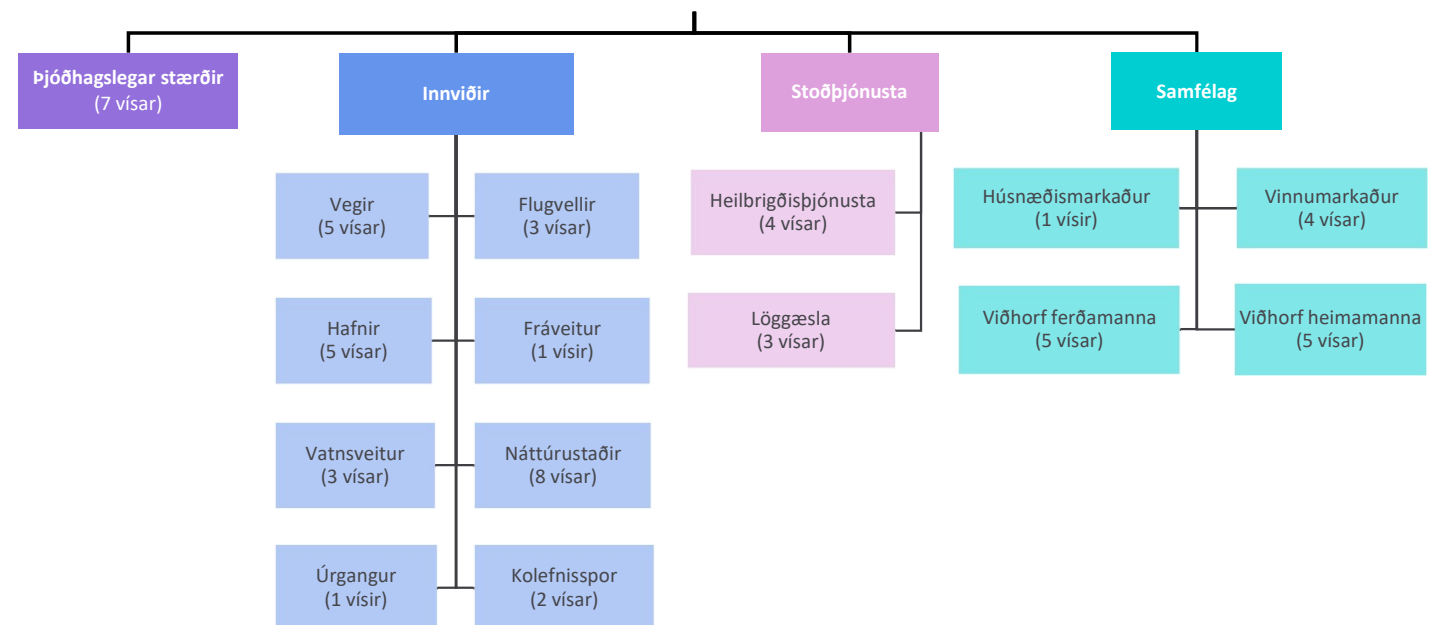 Þjóðhagslegar stærðir
(7 vísar)
Innviðir
Stoðþjónusta
Samfélag
Vegir
(5 vísar)
Flugvellir
(3 vísar)
Hafnir
(5 vísar)
Fráveitur
(1 vísir)
Vatnsveitur
(3 vísar)
Náttúrustaðir
(8 vísar)
Úrgangur
(1 vísir)
Kolefnisspor
(2 vísar)
Heilbrigðisþjónusta
(4 vísar)
Löggæsla
(3 vísar)
Húsnæðismarkaður
(1 vísir)
Vinnumarkaður
(4 vísar)
Viðhorf ferðamanna
(5 vísar)
Viðhorf heimamanna
(5 vísar)